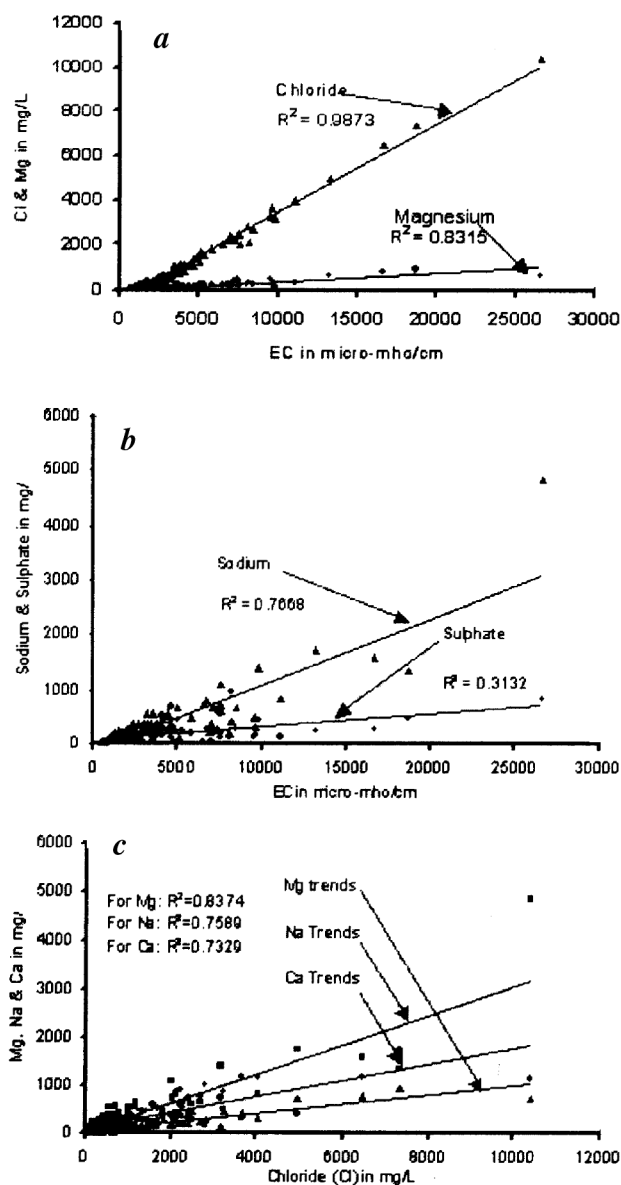 a
12000
10000
8000
6000
4000
2000
0
Cl & Mg in mg/L
Chloride
R² = 0.9873
Magnesium
R² = 0.8315
0 5000 10000 15000 20000 25000 30000
EC in micro-mho/cm
b
6000
5000
4000
3000
2000
1000
0
Sodium & Sulphate in mg/
Sodium
R² = 0.7668
Sulphate
R² = 0.3132
0 5000 10000 15000 20000 25000 30000
EC in micro-mho/cm
c
6000
5000
4000
3000
2000
1000
0
Mg, Na & Ca in mg/
For Mg: R²=0.8374
For Na: R²=0.7589
For Ca: R²=0.7329
Mg trends
Na Trends
Ca Trends
0 2000 4000 6000 8000 10000 12000
Chloride (Cl) in mg/L